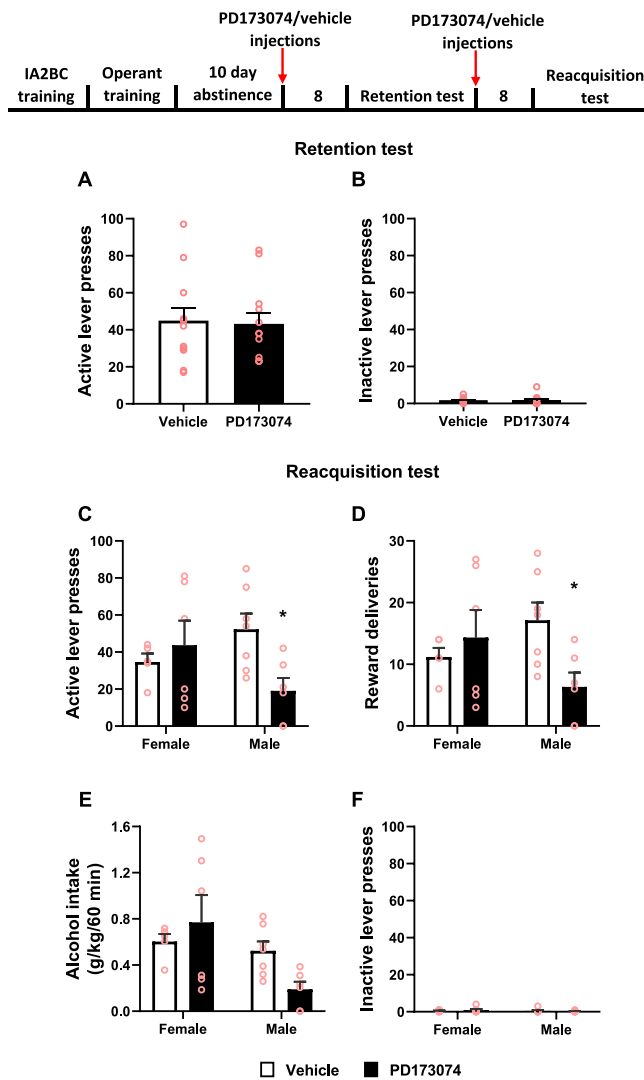 PD173074/vehicle
injections
PD173074/vehicle
injections
IA2BC
training
Operant
training
10 day
abstinence
8
Retention test
8
Reacquisition
test
Retention test
A
Active lever presses
100
80
60
40
20
0
Vehicle
PD173074
B
Inactive lever presses
100
80
60
40
20
0
Vehicle
PD173074
Reacquisition test
C
Active lever presses
100
80
60
40
20
0
*
Female
Male
D
Reward deliveries
30
20
10
0
*
Female
Male
E
Alcohol intake
(g/kg/60 min)
1.6
1.2
0.8
0.4
0.0
Female
Male
F
Inactive lever presses
100
80
60
40
20
0
Female
Male
Vehicle
PD173074